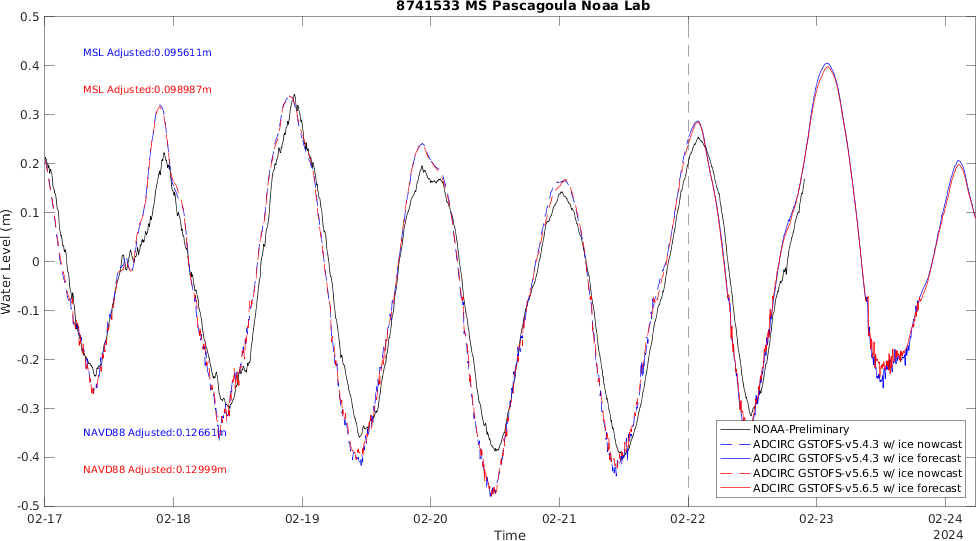 8741533 MS Pascagoula Noaa Lab
0.5
0.4
0.3
0.2
0.1
0
-0.1
-0.2
-0.3
-0.4
-0.5
Water Level (m)
MSL Adjusted:0.095611m
MSL Adjusted:0.098987m
NAVD88 Adjusted:0.12661m
NAVD88 Adjusted:0.12999m
NOAA-Preliminary
ADCIRC GSTOFS-v5.4.3 w/ ice nowcast
ADCIRC GSTOFS-v5.4.3 w/ ice forecast
ADCIRC GSTOFS-v5.6.5 w/ ice nowcast
ADCIRC GSTOFS-v5.6.5 w/ ice forecast
02-17 02-18 02-19 02-20 02-21 02-22 02-23 02-24
Time
2024